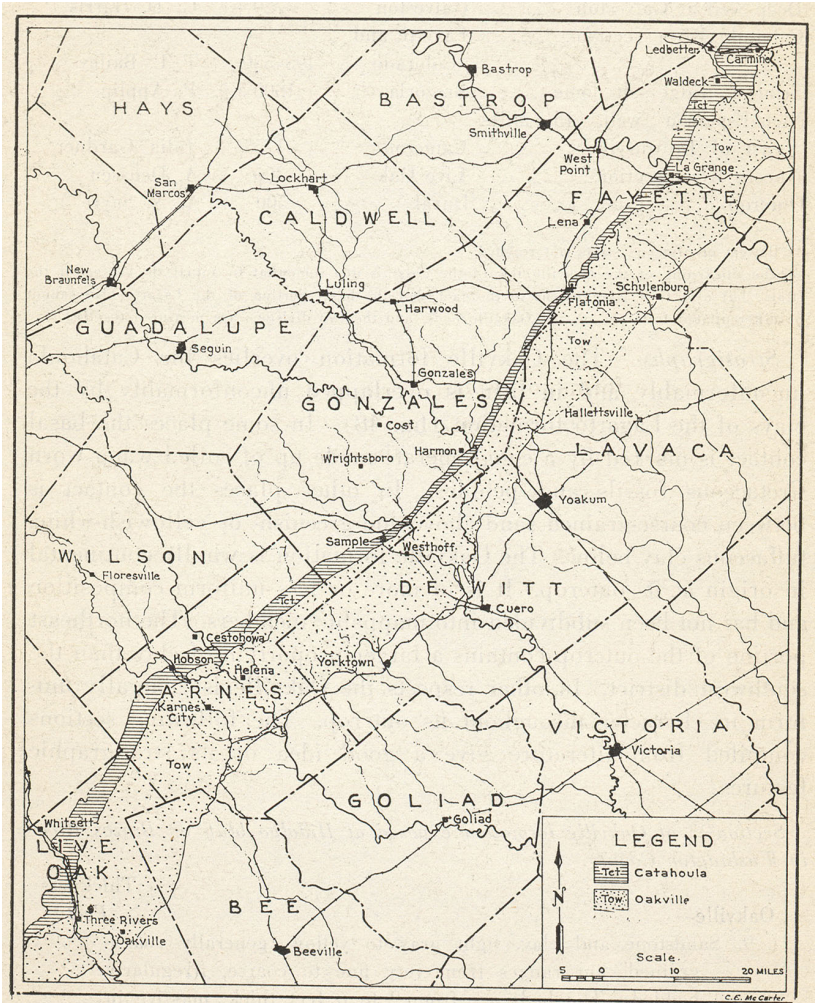 Ledbetter
Carmine
Bastrop
Waldeck
HAYS
BASTROP
Tct
Smithville
Tow
West
Point
La Grange
San
Marcos
Lockhart
FAYETTE
CALDWELL
Lena
New
Braunfels
Luling
Schulenburg
Flatonia
Harwood
GUADALUPE
Tow
Seguin
Gonzales
GONZALES
Hallettsville
Cost
Harmon
LAVACA
Wrightsboro
Yoakum
Sample
Westhoff
WILSON
Floresville
DE WITT
Tct
Cuero
Cestohowa
Hobson
Helena
Yorktown
KARNES
Karnes
City
VICTORIA
Victoria
Tow
GOLIAD
Goliad
Whitsett
LIVE
OAK
LEGEND
Tct Catahoula
Tow Oakville
BEE
N
Three Rivers
Oakville
Beeville
Scale
5 0 10 20 MILES
C.E. McCarter